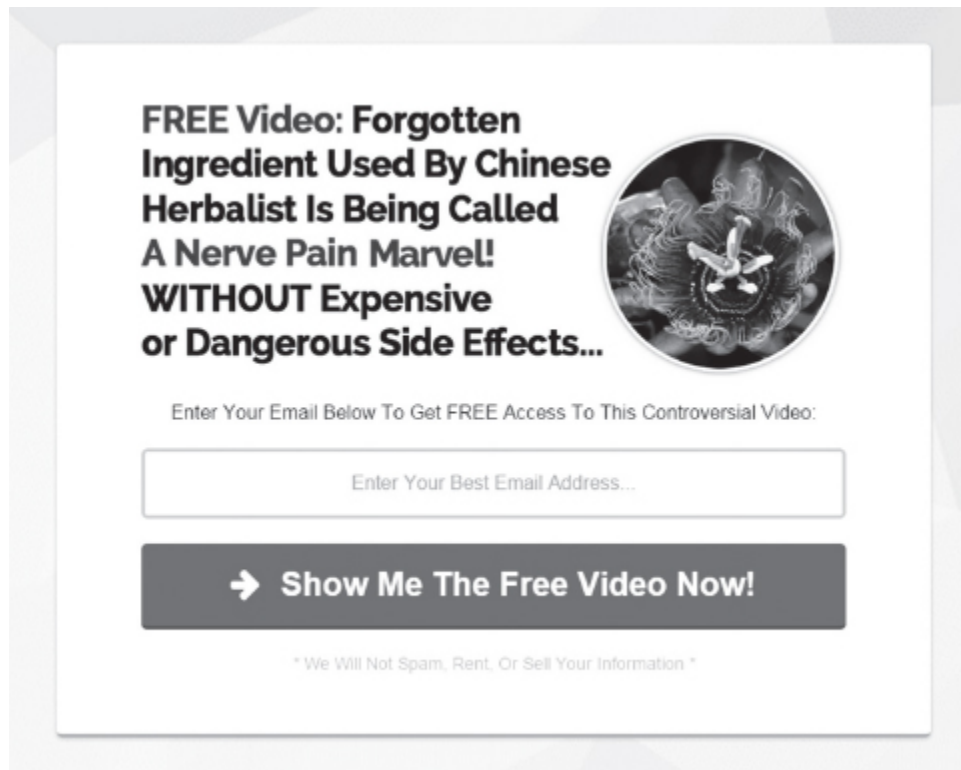 FREE Video: Forgotten
Ingredient Used By Chinese
Herbalist Is Being Called
A Nerve Pain Marvel!
WITHOUT Expensive
or Dangerous Side Effects...
Enter Your Email Below To Get FREE Access To This Controversial Video:
Enter Your Best Email Address...
Show Me The Free Video Now!
* We Will Not Spam, Rent, Or Sell Your Information *